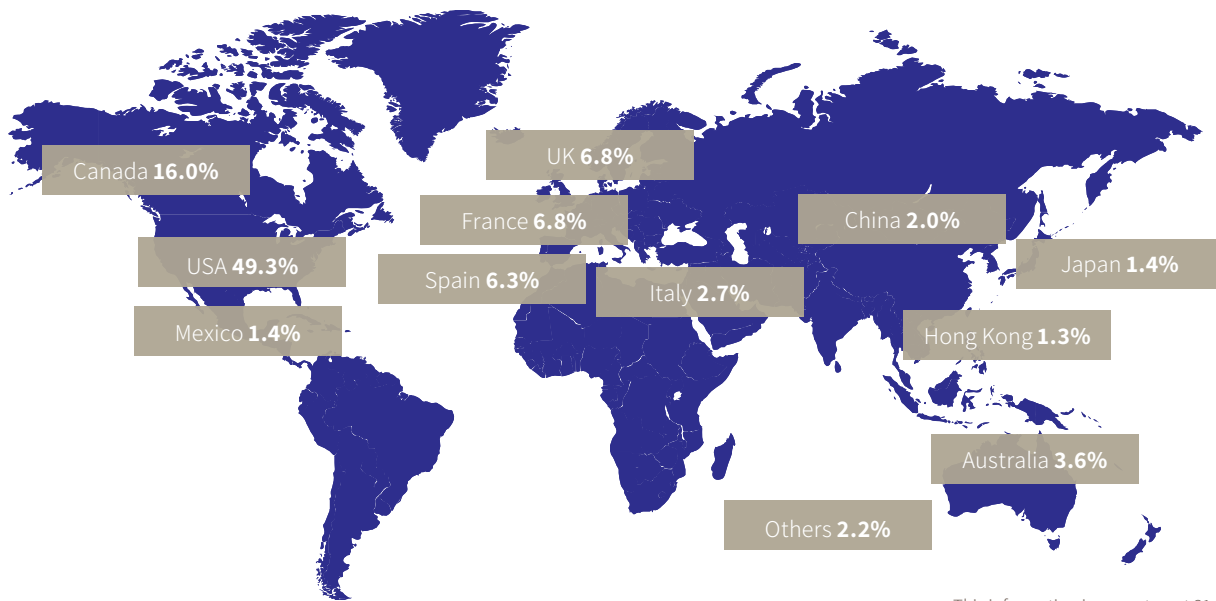 UK 6.8%
Canada 16.0%
France 6.8%
China 2.0%
USA 49.3%
Japan 1.4%
Spain 6.3%
Italy 2.7%
Mexico 1.4%
Hong Kong 1.3%
Australia 3.6%
Others 2.2%